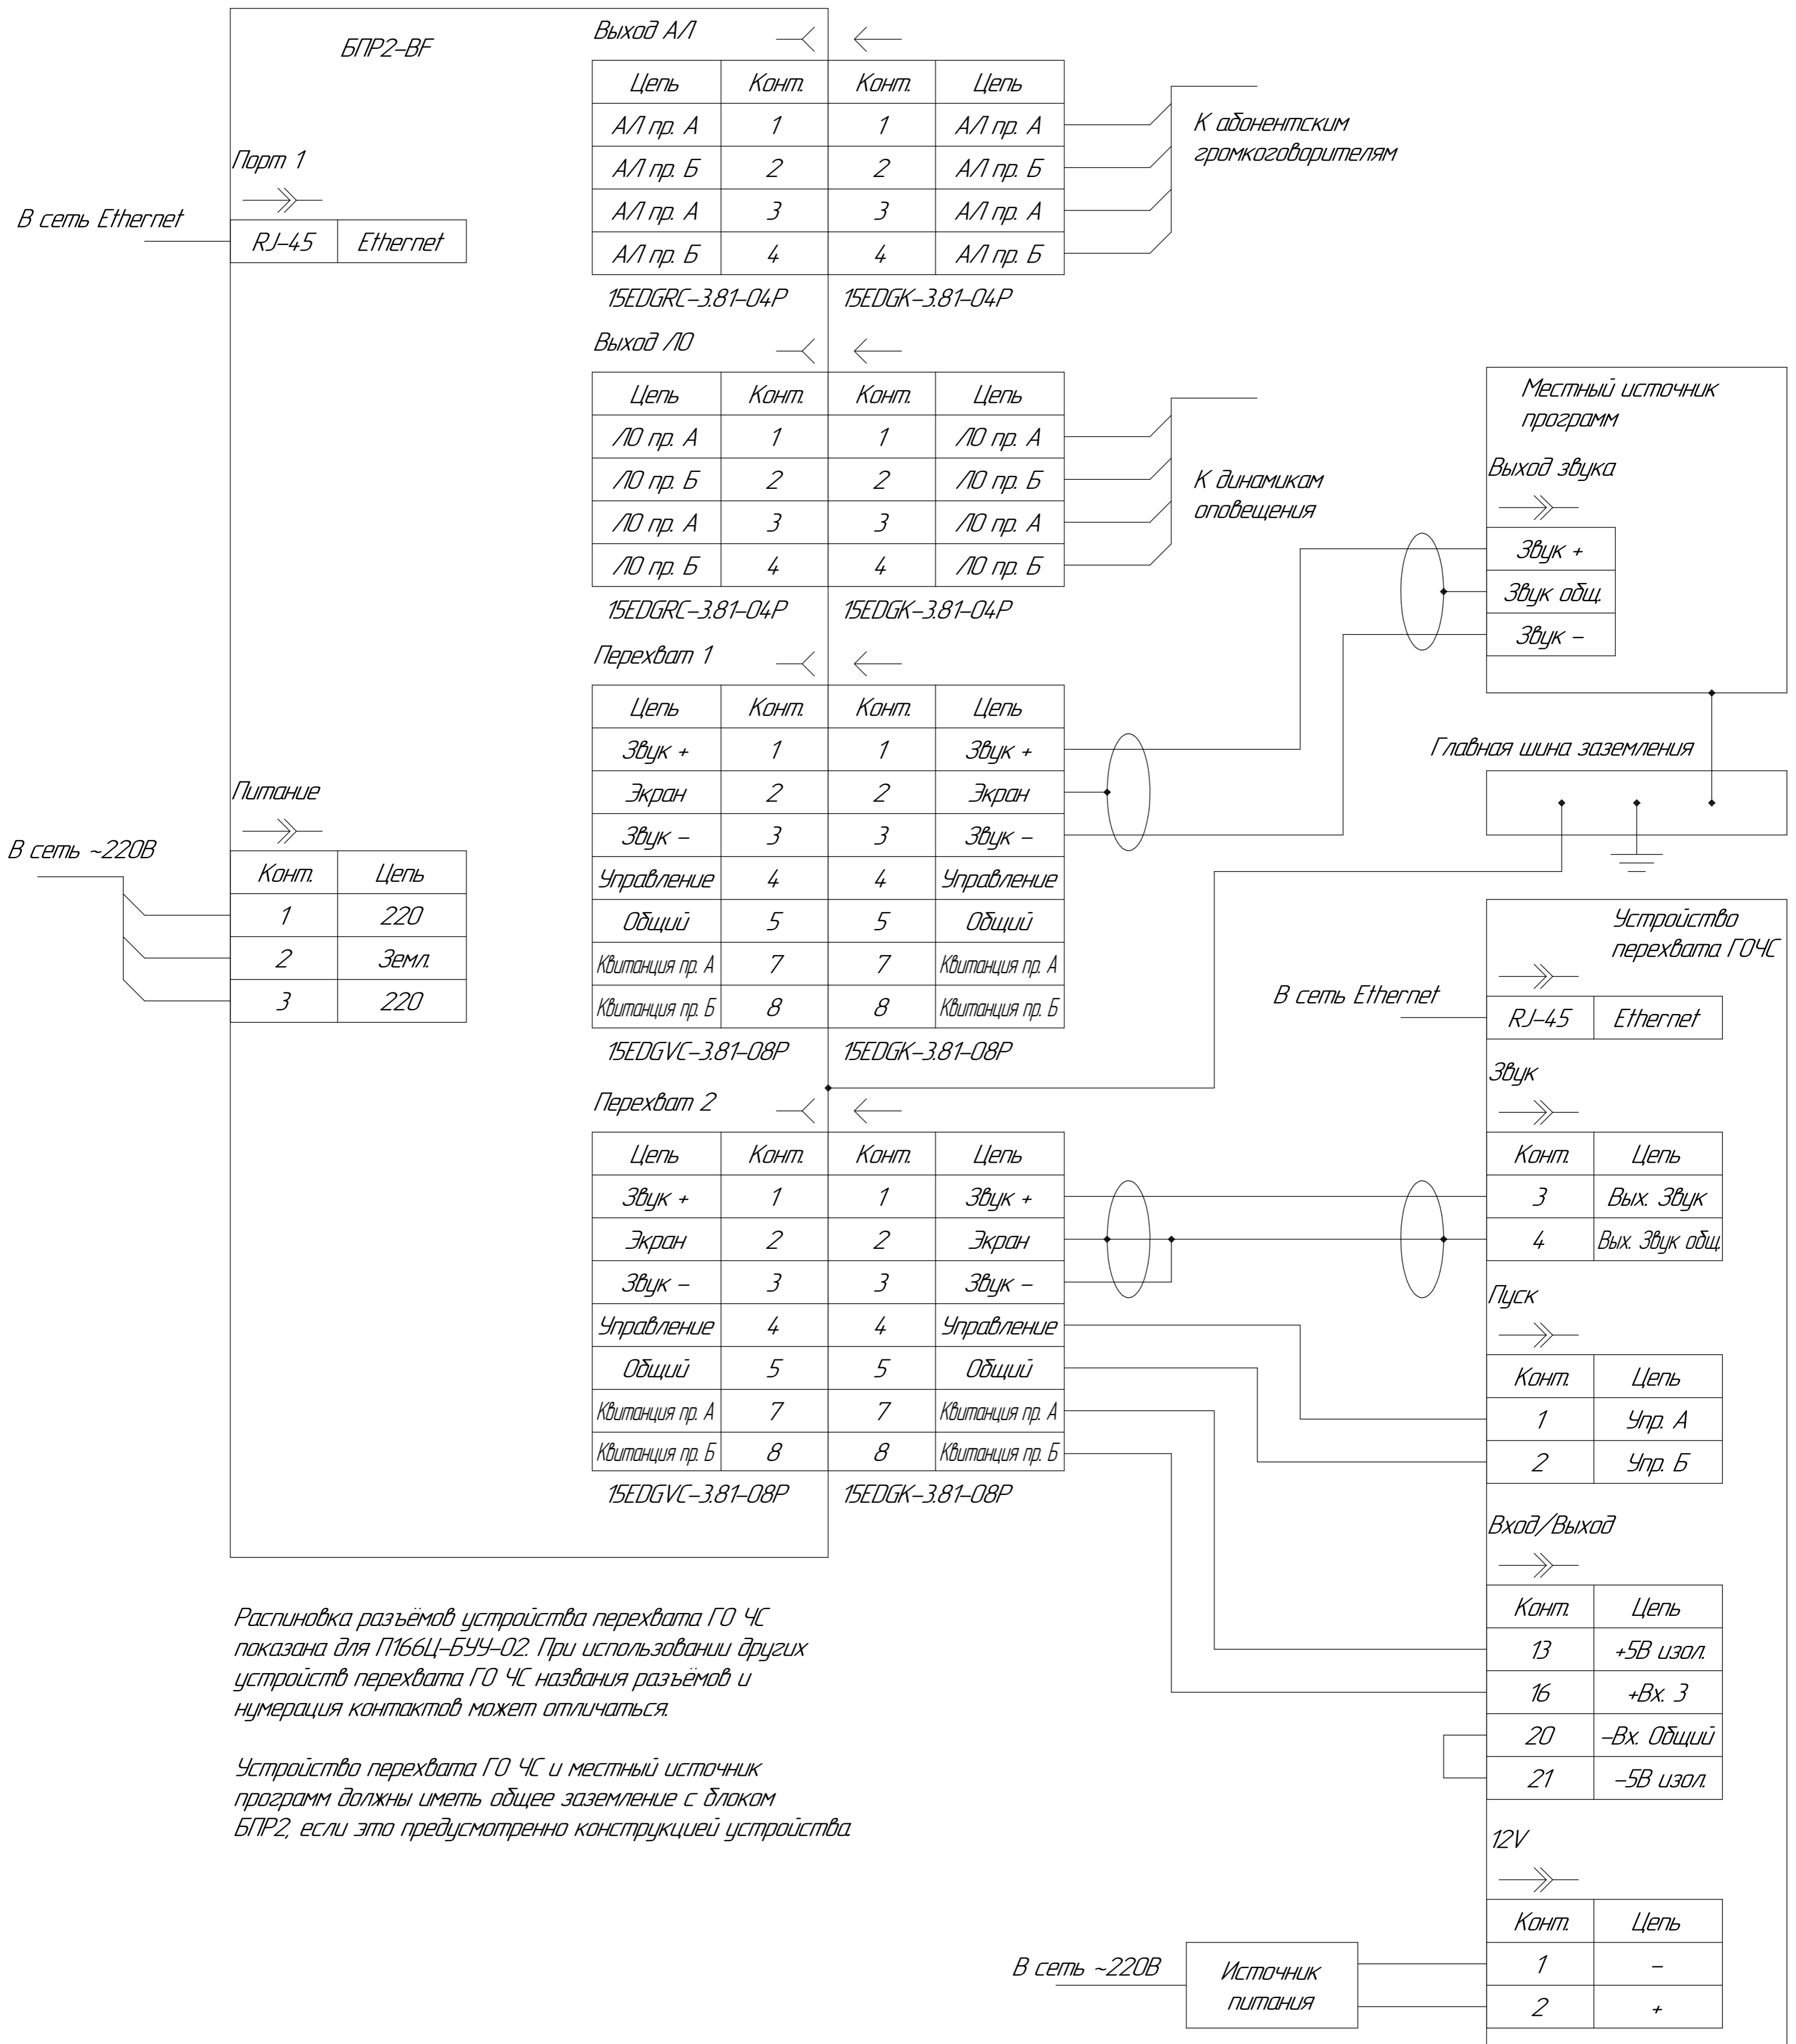 БПР2-BF
Порт 1
В сеть Ethernet
RJ-45 Ethernet
Питание
В сеть ~220В
Конт. Цепь
1 220
2 Земл.
3 220
Выход АЛ
Цепь Конт. Конт. Цепь
АЛ пр. А 1 1 АЛ пр. А
АЛ пр. Б 2 2 АЛ пр. Б
АЛ пр. А 3 3 АЛ пр. А
АЛ пр. Б 4 4 АЛ пр. Б
15EDGRC-3.81-04P 15EDGK-3.81-04P
К абонентским
громкоговорителям
Выход ЛО
Цепь Конт. Конт. Цепь
ЛО пр. А 1 1 ЛО пр. А
ЛО пр. Б 2 2 ЛО пр. Б
ЛО пр. А 3 3 ЛО пр. А
ЛО пр. Б 4 4 ЛО пр. Б
15EDGRC-3.81-04P 15EDGK-3.81-04P
К динамикам
оповещения
Перехват 1
Цепь Конт. Конт. Цепь
Звук + 1 1 Звук +
Экран 2 2 Экран
Звук - 3 3 Звук -
Управление 4 4 Управление
Общий 5 5 Общий
Квитанция пр. А 7 7 Квитанция пр. А
Квитанция пр. Б 8 8 Квитанция пр. Б
15EDGVC-3.81-08P 15EDGK-3.81-08P
Перехват 2
Цепь Конт. Конт. Цепь
Звук + 1 1 Звук +
Экран 2 2 Экран
Звук - 3 3 Звук -
Управление 4 4 Управление
Общий 5 5 Общий
Квитанция пр. А 7 7 Квитанция пр. А
Квитанция пр. Б 8 8 Квитанция пр. Б
15EDGVC-3.81-08P 15EDGK-3.81-08P
Местный источник
программ
Выход звука
Звук +
Звук общ.
Звук -
Главная шина заземления
Устройство
перехвата ГОЧС
В сеть Ethernet
RJ-45 Ethernet
Звук
Конт. Цепь
3 Вых. Звук
4 Вых. Звук общ.
Пуск
Конт. Цепь
1 Упр. А
2 Упр. Б
Вход/Выход
Конт. Цепь
13 +5В изол.
16 +Вх. 3
20 -Вх. Общий
21 -5В изол.
12V
Конт. Цепь
1 -
2 +
В сеть ~220В
Источник
питания
Распиновка разъёмов устройства перехвата ГО ЧС
показана для П166Ц-БУУ-02. При использовании других
устройств перехвата ГО ЧС названия разъёмов и
нумерация контактов может отличаться.
Устройство перехвата ГО ЧС и местный источник
программ должны иметь общее заземление с блоком
БПР2, если это предусмотренно конструкцией устройства.